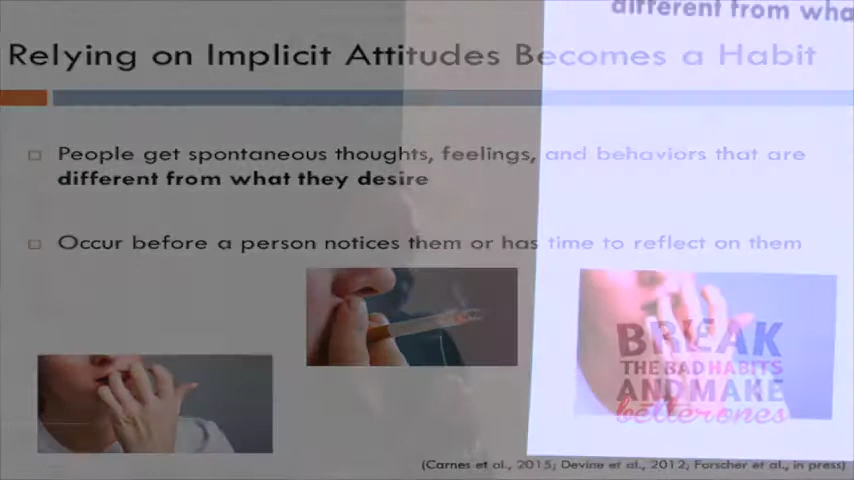 different from wha
Relying on Implicit Attitudes Becomes a Habit
People get spontaneous thoughts, feelings, and behaviors that are
different from what they desire
Occur before a person notices them or has time to reflect on them
BREAK
THE BAD HABITS
AND MAKE
better ones
(Carnes et al., 2015; Devine et al., 2012; Forscher et al., in press)